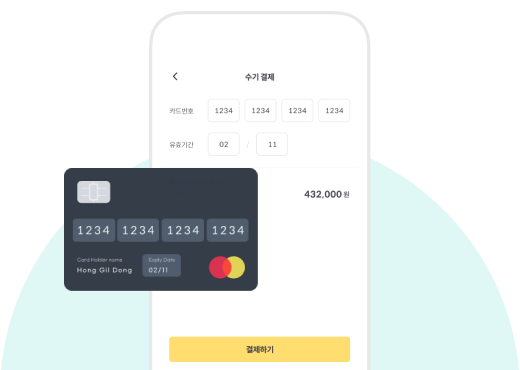 수기 결제
카드번호 1234 1234 1234 1234
유효기간 02 / 11
432,000 원
1234 1234 1234 1234
Card Holder name
Hong Gil Dong
Expiy Date
02/11
결제하기